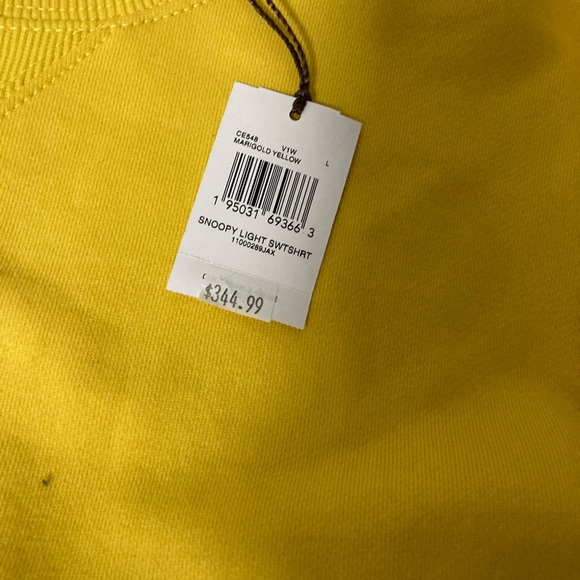 CE548 V1W
MARIGOLD YELLOW L
1 95031 69366 3
SNOOPY LIGHT SWTSHRT
11000289JAX
$344.99